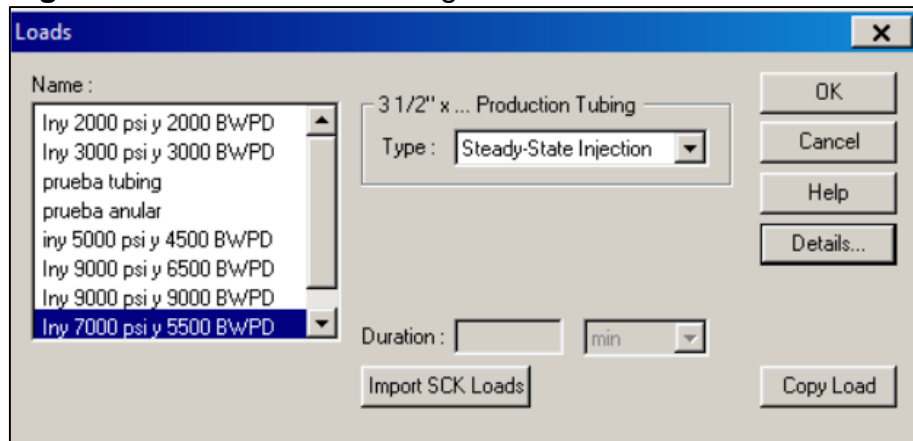 Loads
Name :
Iny 2000 psi y 2000 BWPD
Iny 3000 psi y 3000 BWPD
prueba tubing
prueba anular
iny 5000 psi y 4500 BWPD
Iny 9000 psi y 6500 BWPD
Iny 9000 psi y 9000 BWPD
Iny 7000 psi y 5500 BWPD
3 1/2" x ... Production Tubing
Type : Steady-State Injection
Duration : min
Import SCK Loads
OK
Cancel
Help
Details...
Copy Load